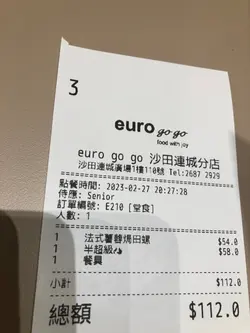 3
euro go go
food with joy
euro go go 沙田連城分店
沙田連城廣場1樓110號 Tel:2687 2929
點餐時間: 2023-02-27 20:27:28
侍應: Senior
訂單編號: E210 [堂食]
人數: 1
1 法式薯蓉焗田螺 $54.0
1 半超級 $58.0
1 餐具
小計 $112.0
總額 $112.0